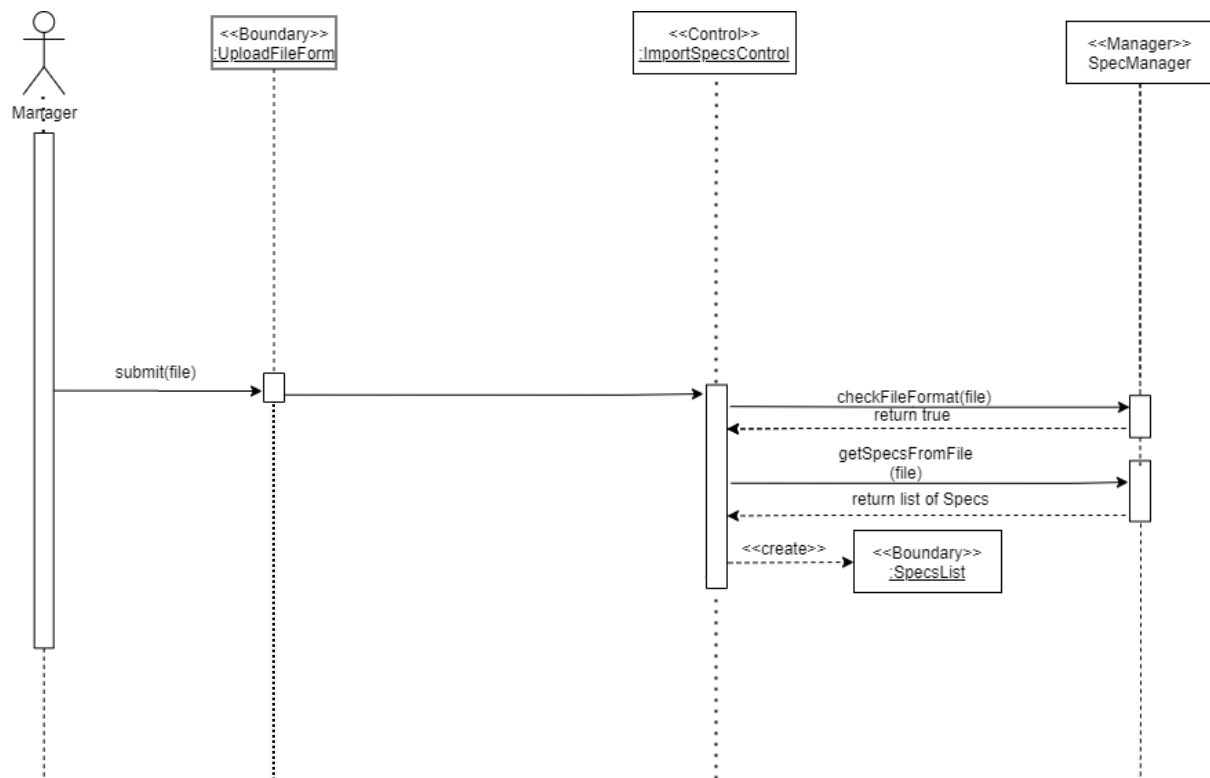 <<Boundary>>
:UploadFileForm
<<Control>>
:ImportSpecsControl
<<Manager>>
SpecManager
Manager
submit(file)
checkFileFormat(file)
return true
getSpecsFromFile
(file)
return list of Specs
<<create>>
<<Boundary>>
:SpecsList